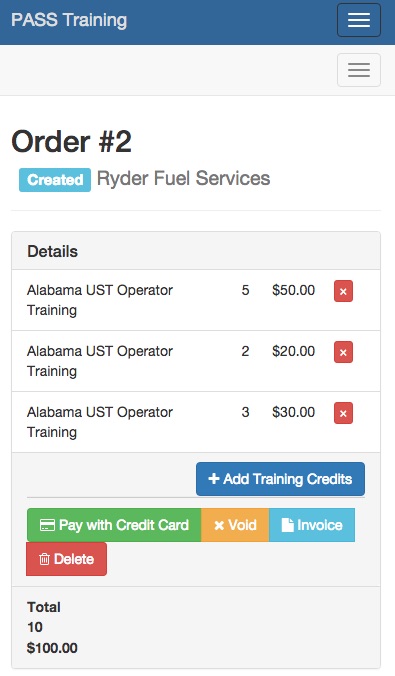 PASS Training
Order #2
Created Ryder Fuel Services
Details
Alabama UST Operator 5 $50.00 ×
Training
Alabama UST Operator 2 $20.00 ×
Training
Alabama UST Operator 3 $30.00 ×
Training
+ Add Training Credits
Pay with Credit Card × Void Invoice
Delete
Total
10
$100.00